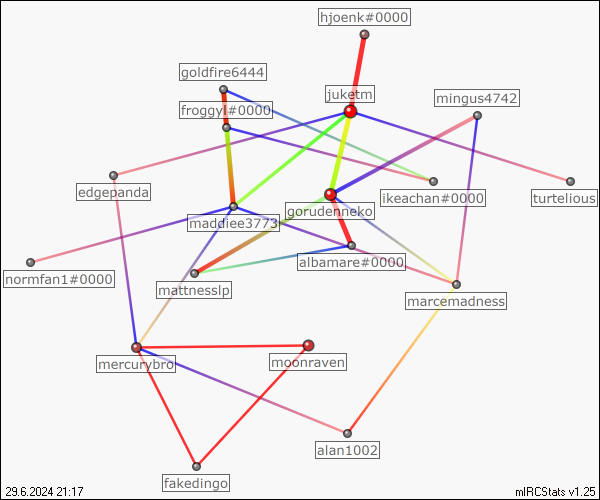 hjoenk#0000
goldfire6444
juketm
mingus4742
froggyl#0000
edgepanda
gorudenneko
ikeachan#0000
turtelious
maddiee3773
normfan1#0000
mattnesslp
albamare#0000
marcemadness
mercurybro
moonraven
alan1002
fakedingo
29.6.2024 21:17
mIRCStats v1.25